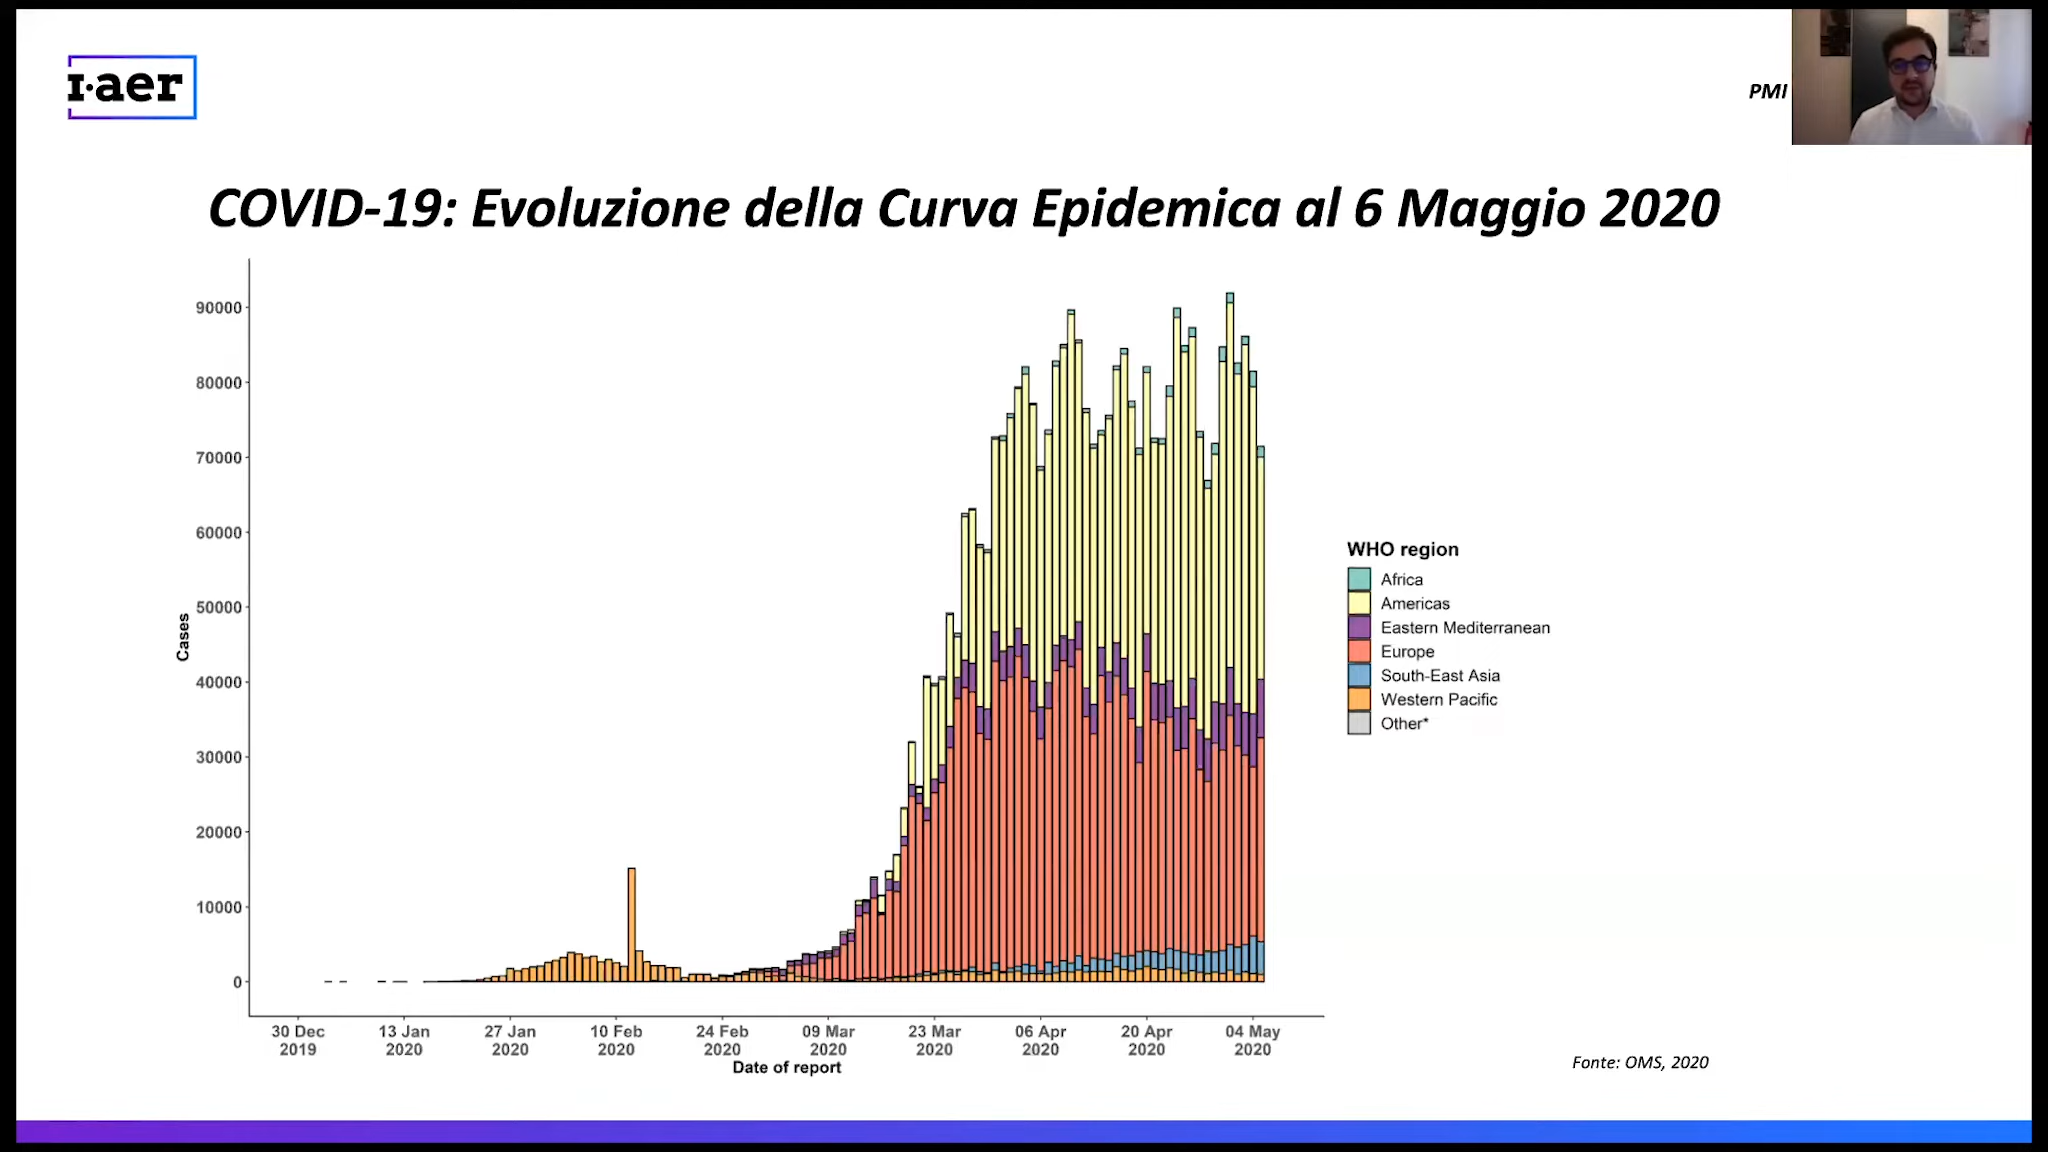 ı·aer
PMI
COVID-19: Evoluzione della Curva Epidemica al 6 Maggio 2020
90000
80000
70000
60000
50000
40000
30000
20000
10000
0
Cases
30 Dec 2019
13 Jan 2020
27 Jan 2020
10 Feb 2020
24 Feb 2020
09 Mar 2020
23 Mar 2020
06 Apr 2020
20 Apr 2020
04 May 2020
Date of report
WHO region
Africa
Americas
Eastern Mediterranean
Europe
South-East Asia
Western Pacific
Other*
Fonte: OMS, 2020